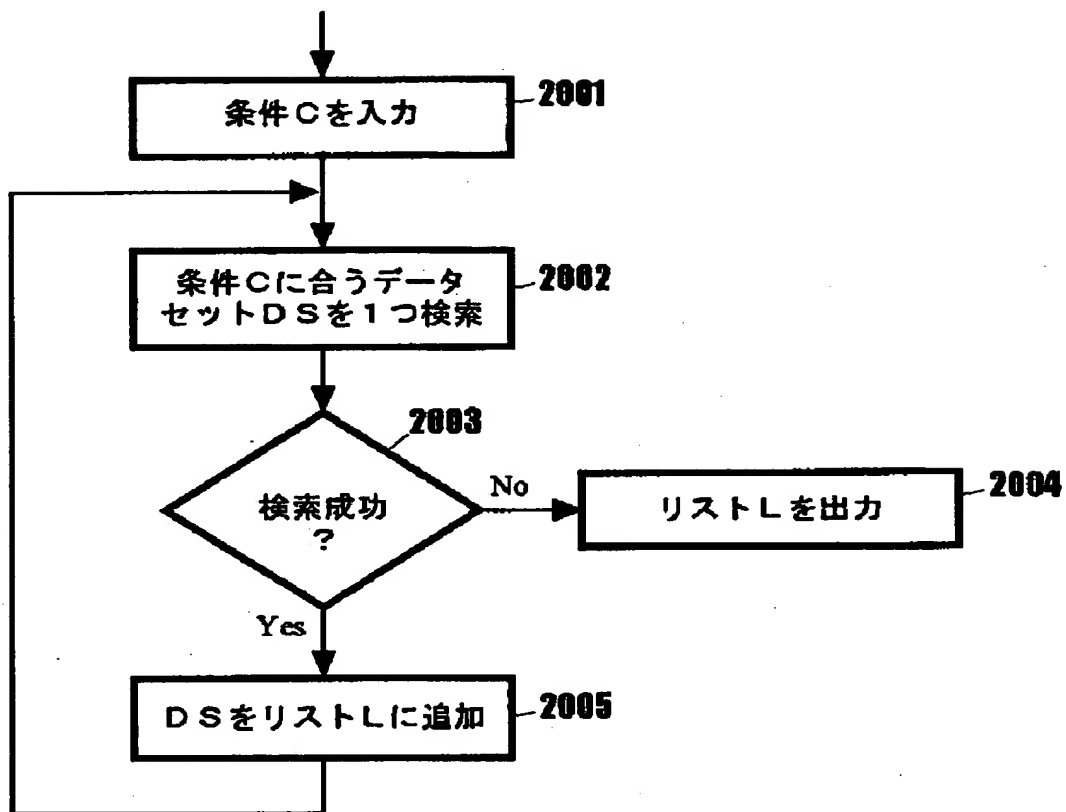 条件Cを入力
2001
条件Cに合うデータ
セットDSを1つ検索
2002
2003
検索成功
?
No
リストLを出力
2004
Yes
DSをリストLに追加
2005